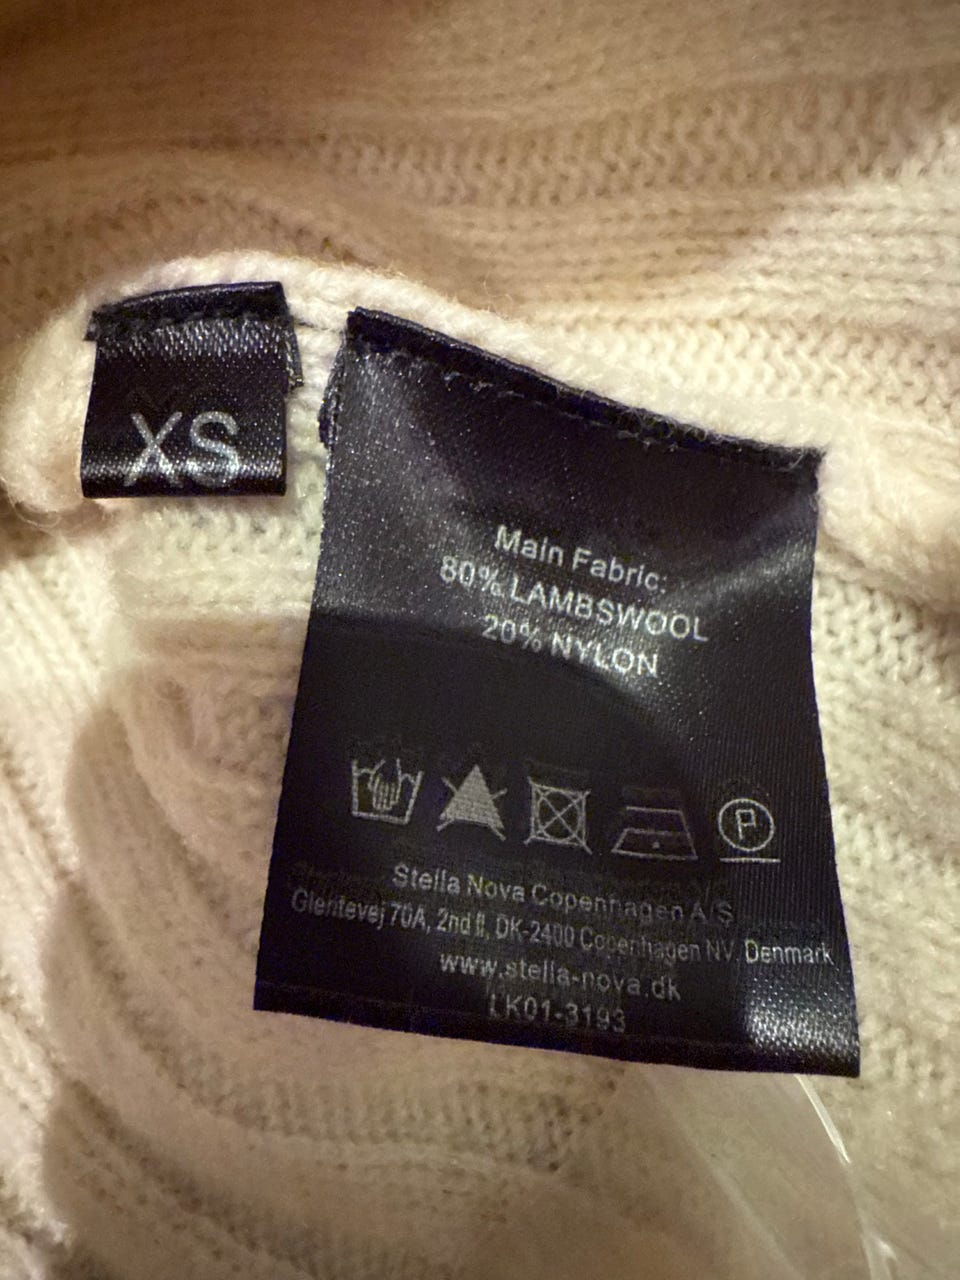 XS
Main Fabric:
80% LAMBSWOOL
20% NYLON
P
Stella Nova Copenhagen A/S
Glentevej 70A, 2nd fl, DK-2400 Copenhagen NV, Denmark
www.stella-nova.dk
LK01-3193